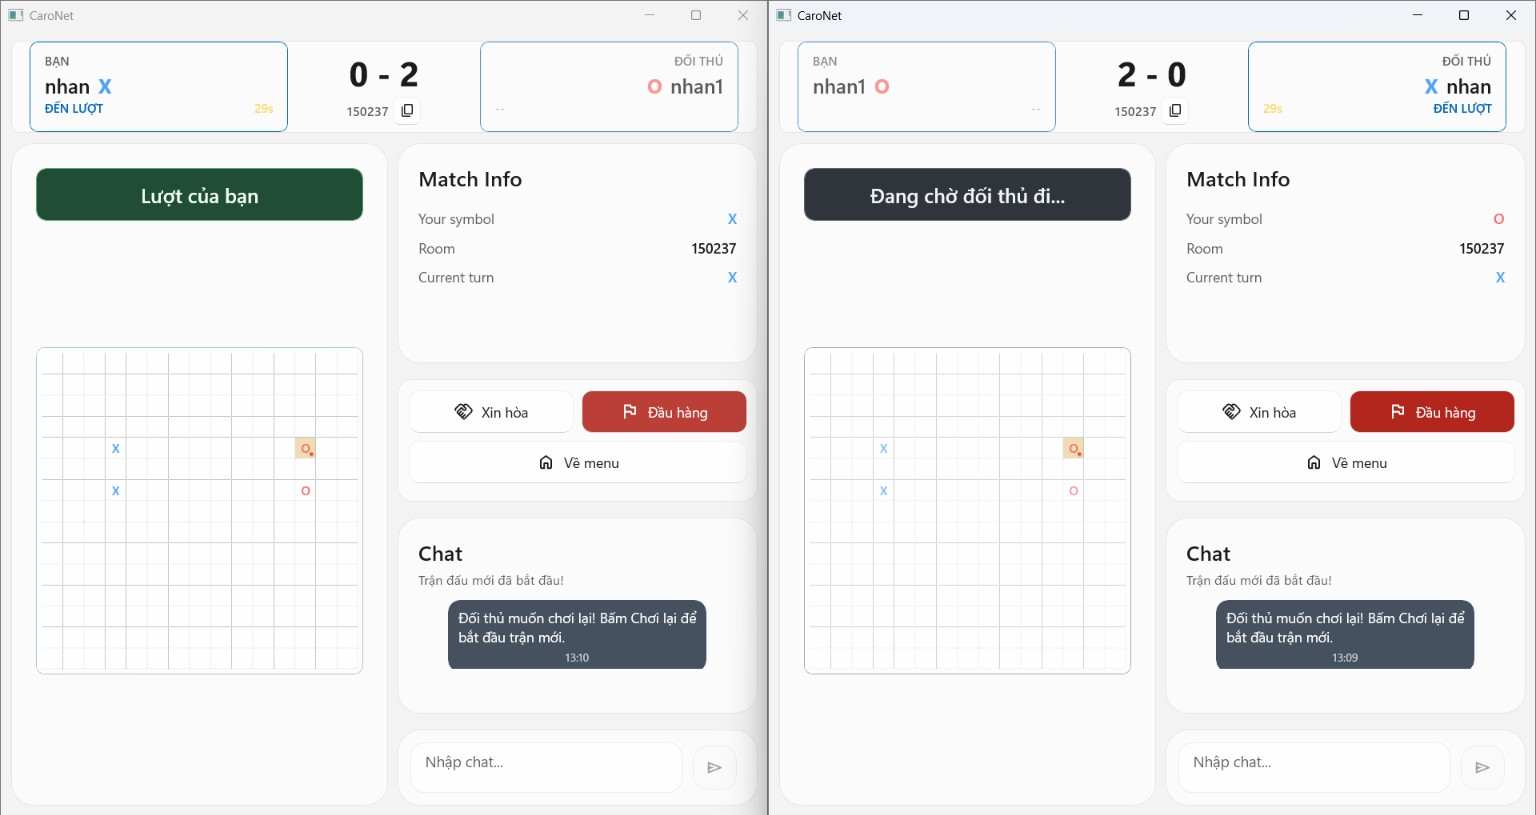 CaroNet
BẠN
nhan X
ĐẾN LƯỢT
29s
0 - 2
150237
ĐỐI THỦ
O nhan1
--
--
Lượt của bạn
X
O
X
O
Match Info
Your symbol
X
Room
150237
Current turn
X
Xin hòa
Đầu hàng
Về menu
Chat
Trận đấu mới đã bắt đầu!
Đối thủ muốn chơi lại! Bấm Chơi lại để
bắt đầu trận mới.
13:10
Nhập chat...
CaroNet
BẠN
nhan1 O
--
--
2 - 0
150237
ĐỐI THỦ
X nhan
29s
ĐẾN LƯỢT
Đang chờ đối thủ đi...
X
O
X
O
Match Info
Your symbol
O
Room
150237
Current turn
X
Xin hòa
Đầu hàng
Về menu
Chat
Trận đấu mới đã bắt đầu!
Đối thủ muốn chơi lại! Bấm Chơi lại để
bắt đầu trận mới.
13:09
Nhập chat...